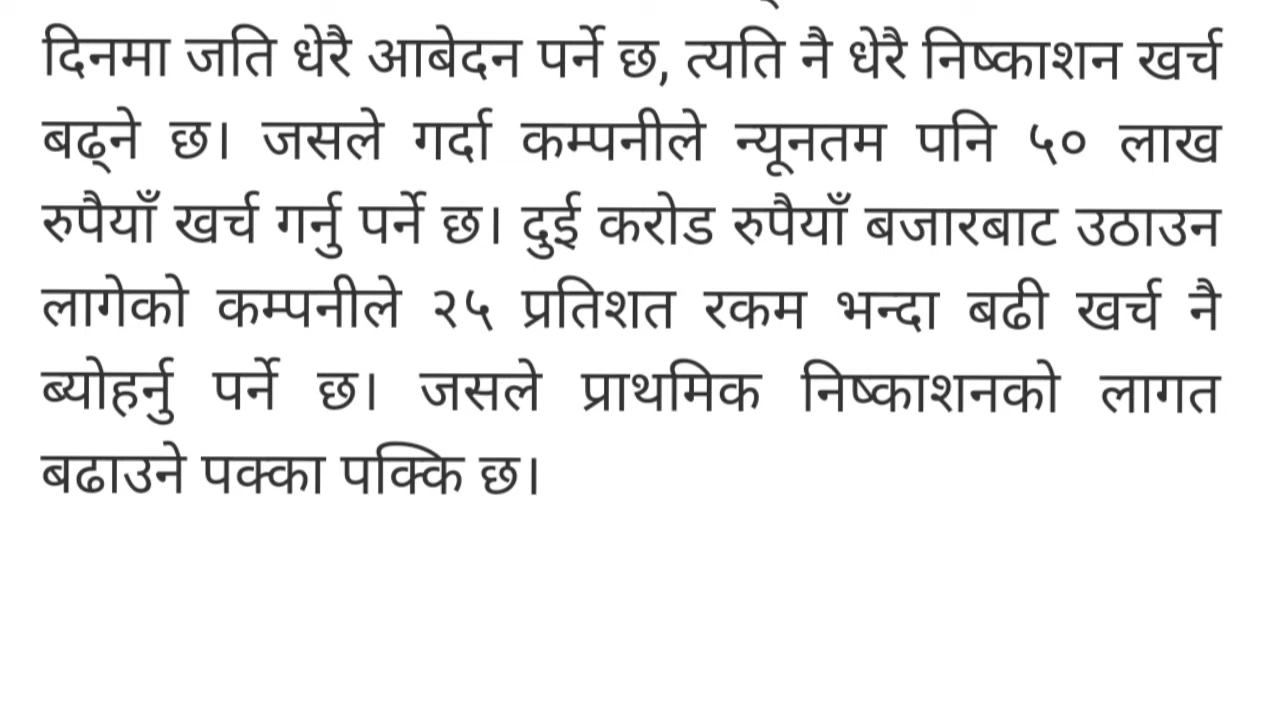 दिनमा जति धेरै आबेदन पर्ने छ, त्यति नै धेरै निष्काशन खर्च
बढ्ने छ। जसले गर्दा कम्पनीले न्यूनतम पनि ५० लाख
रुपैयाँ खर्च गर्नु पर्ने छ। दुई करोड रुपैयाँ बजारबाट उठाउन
लागेको कम्पनीले २५ प्रतिशत रकम भन्दा बढी खर्च नै
ब्योहर्नु पर्ने छ। जसले प्राथमिक निष्काशनको लागत
बढाउने पक्का पक्कि छ।